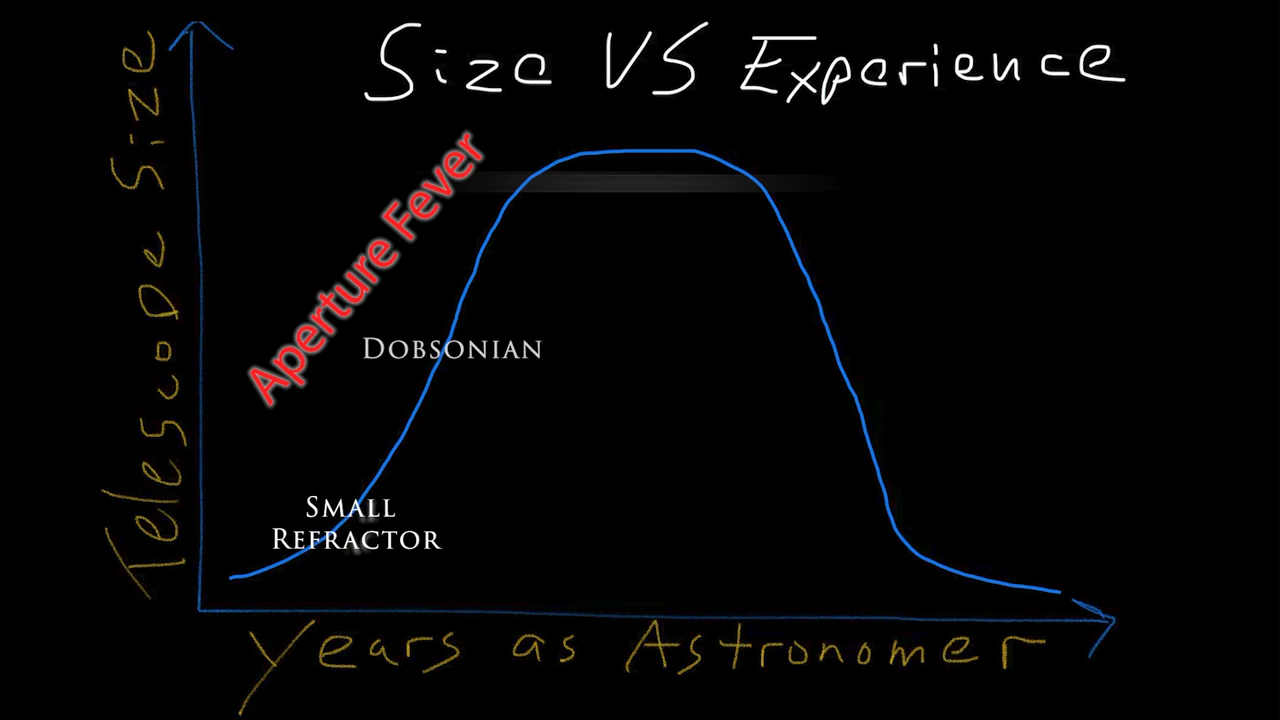 Size VS Experience
Telescope Size
Aperture Fever
Dobsonian
Small
Refractor
Years as Astronomer